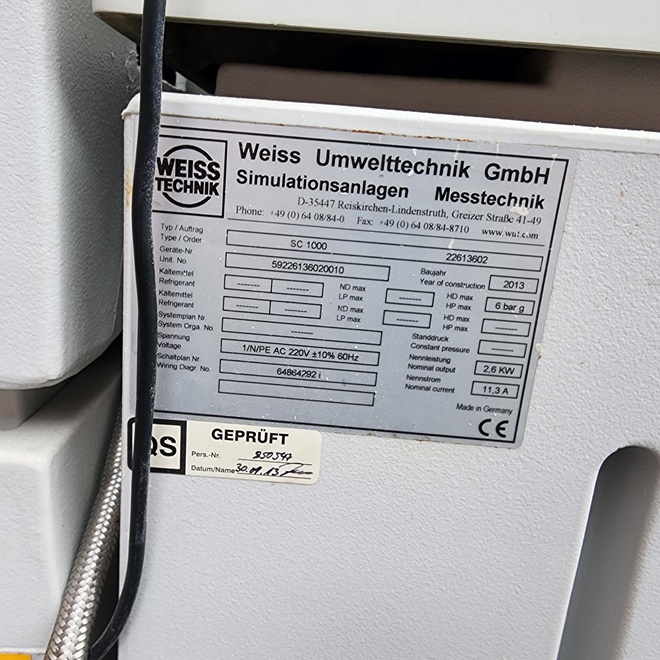 WEISS
TECHNIK
Weiss Umwelttechnik GmbH
Simulationsanlagen Messtechnik
D-35447 Reiskirchen-Lindenstruth, Greizer Straße 41-49
Phone: +49 (0) 64 08/84-0 Fax: +49 (0) 64 08/84-8710 www.wut.com
Typ / Auftrag
Type / Order SC 1000 22613602
Geräte-Nr
Unit. No 59226136020010 Baujahr
Year of construction 2013
Kältemittel
Refrigerant ------- ------- ND max
LP max ------- HD max
HP max 6 bar g
Kältemittel
Refrigerant ------- ------- ND max
LP max ------- HD max
HP max -------
Systemplan Nr
System Orga. No ------- Standdruck
Constant pressure -------
Spannung
Voltage 1/N/PE AC 220V ±10% 60Hz Nennleistung
Nominal output 2,6 KW
Schaltplan Nr
Wiring Diagr. No 64864292 i Nennstrom
Nominal current 11,3 A
Made in Germany
CE
QS GEPRÜFT
Pers.-Nr. 850547
Datum/Name